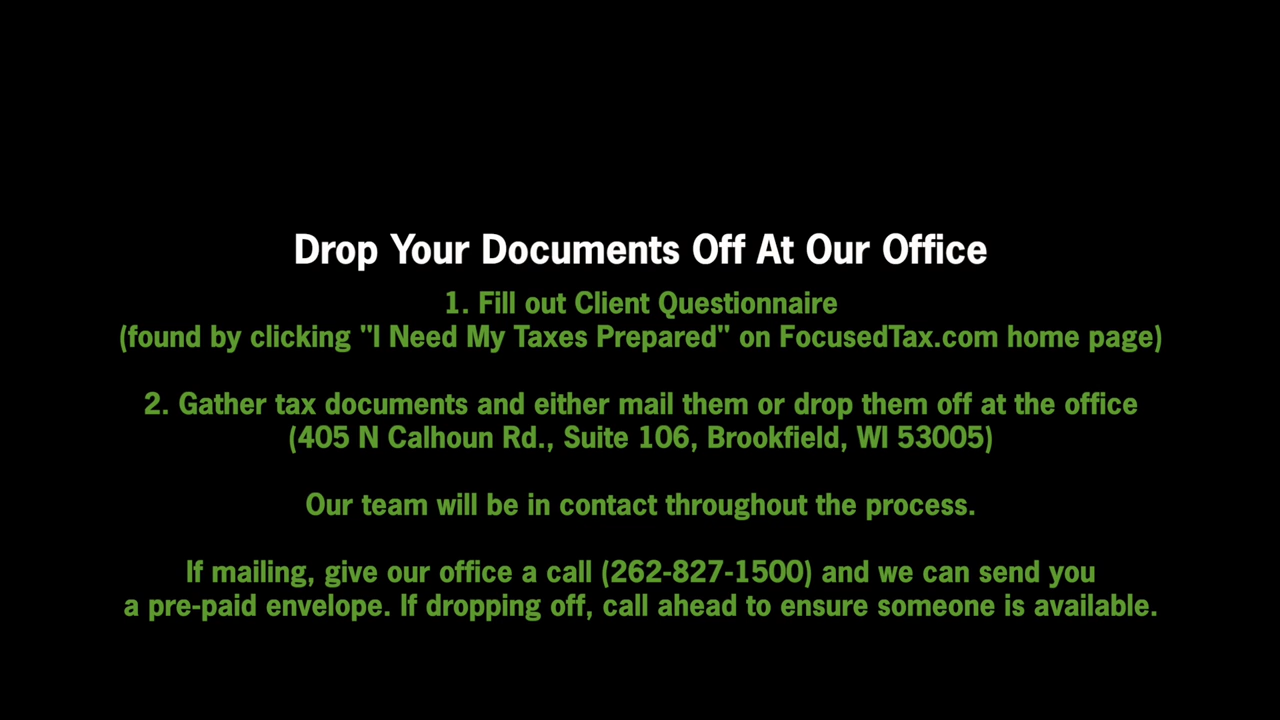 Drop Your Documents Off At Our Office
1. Fill out Client Questionnaire
(found by clicking "I Need My Taxes Prepared" on FocusedTax.com home page)
2. Gather tax documents and either mail them or drop them off at the office
(405 N Calhoun Rd., Suite 106, Brookfield, WI 53005)
Our team will be in contact throughout the process.
If mailing, give our office a call (262-827-1500) and we can send you
a pre-paid envelope. If dropping off, call ahead to ensure someone is available.